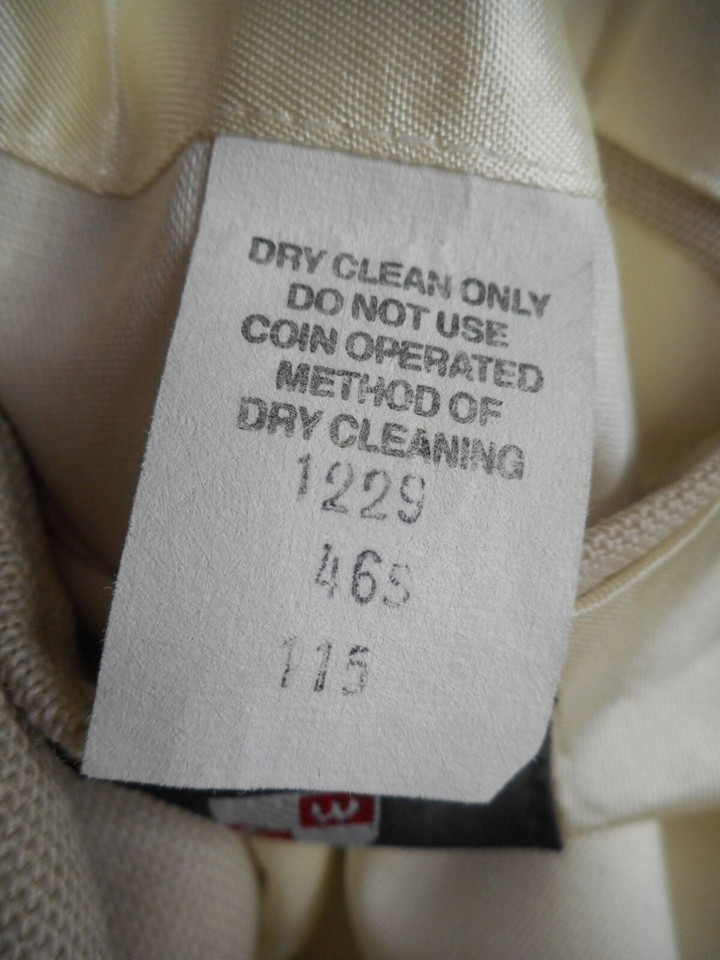 DRY CLEAN ONLY
DO NOT USE
COIN OPERATED
METHOD OF
DRY CLEANING
1229
46S
115
W